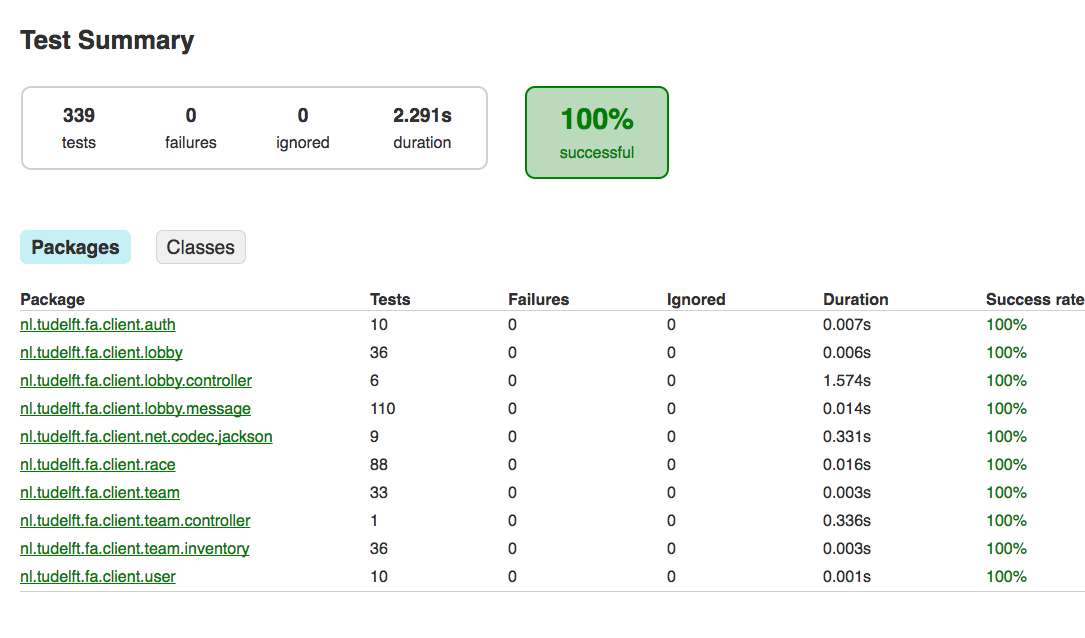 Test Summary
339 0 0 2.291s
tests failures ignored duration
100%
successful
Packages Classes
Package Tests Failures Ignored Duration Success rate
nl.tudelft.fa.client.auth 10 0 0 0.007s 100%
nl.tudelft.fa.client.lobby 36 0 0 0.006s 100%
nl.tudelft.fa.client.lobby.controller 6 0 0 1.574s 100%
nl.tudelft.fa.client.lobby.message 110 0 0 0.014s 100%
nl.tudelft.fa.client.net.codec.jackson 9 0 0 0.331s 100%
nl.tudelft.fa.client.race 88 0 0 0.016s 100%
nl.tudelft.fa.client.team 33 0 0 0.003s 100%
nl.tudelft.fa.client.team.controller 1 0 0 0.336s 100%
nl.tudelft.fa.client.team.inventory 36 0 0 0.003s 100%
nl.tudelft.fa.client.user 10 0 0 0.001s 100%